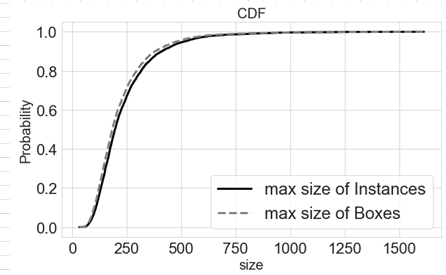 CDF
1.0
0.8
0.6
0.4
0.2
0.0
Probability
max size of Instances
max size of Boxes
0 250 500 750 1000 1250 1500
size